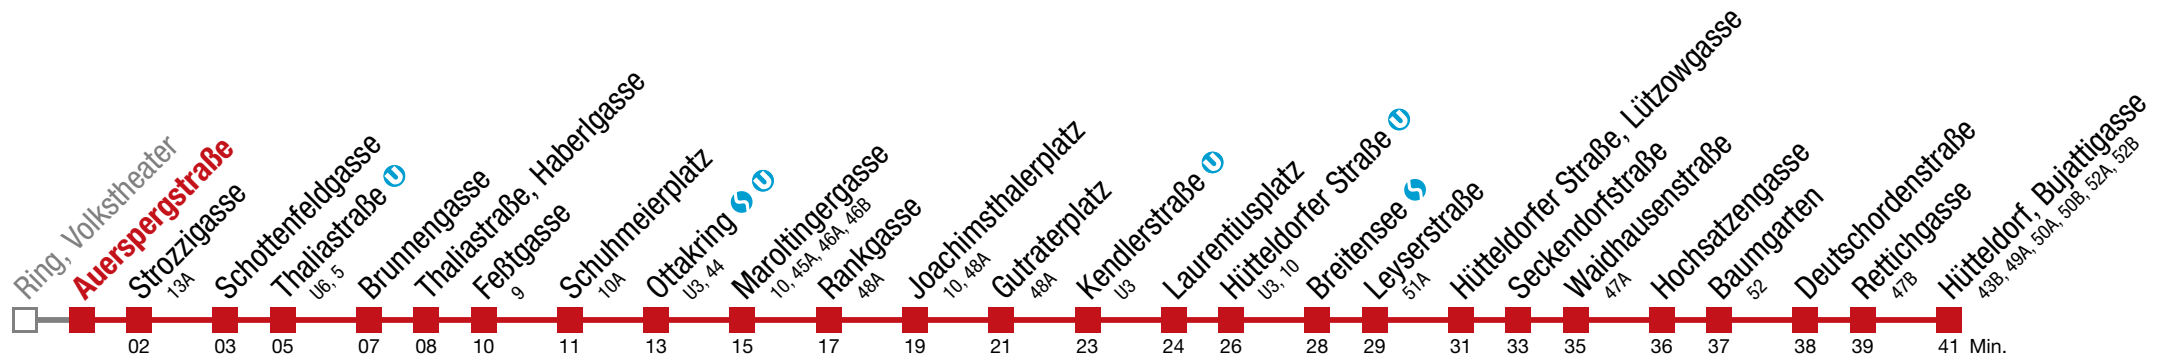 Ring, Volkstheater
Auerspergstraße
Strozzigasse
13A
Schottenfeldgasse
Thaliastraße
U6, 5
Brunnengasse
Thaliastraße, Haberlgasse
Feßtgasse
9
Schuhmeierplatz
10A
Ottakring
U3, 44
Maroltingergasse
10, 45A, 46A, 46B
Rankgasse
48A
Joachimsthalerplatz
10, 48A
Gutraterplatz
48A
Kendlerstraße
U3
Laurentiusplatz
Hütteldorfer Straße
U3, 10
Breitensee
Leyserstraße
51A
Hütteldorfer Straße, Lützowgasse
Seckendorfstraße
Waidhausenstraße
47A
Hochsatzengasse
Baumgarten
52
Deutschordenstraße
Rettichgasse
47B
Hütteldorf, Bujattigasse
43B, 49A, 50A, 50B, 52A, 52B
02 03 05 07 08 10 11 13 15 17 19 21 23 24 26 28 29 31 33 35 36 37 38 39 41 Min.